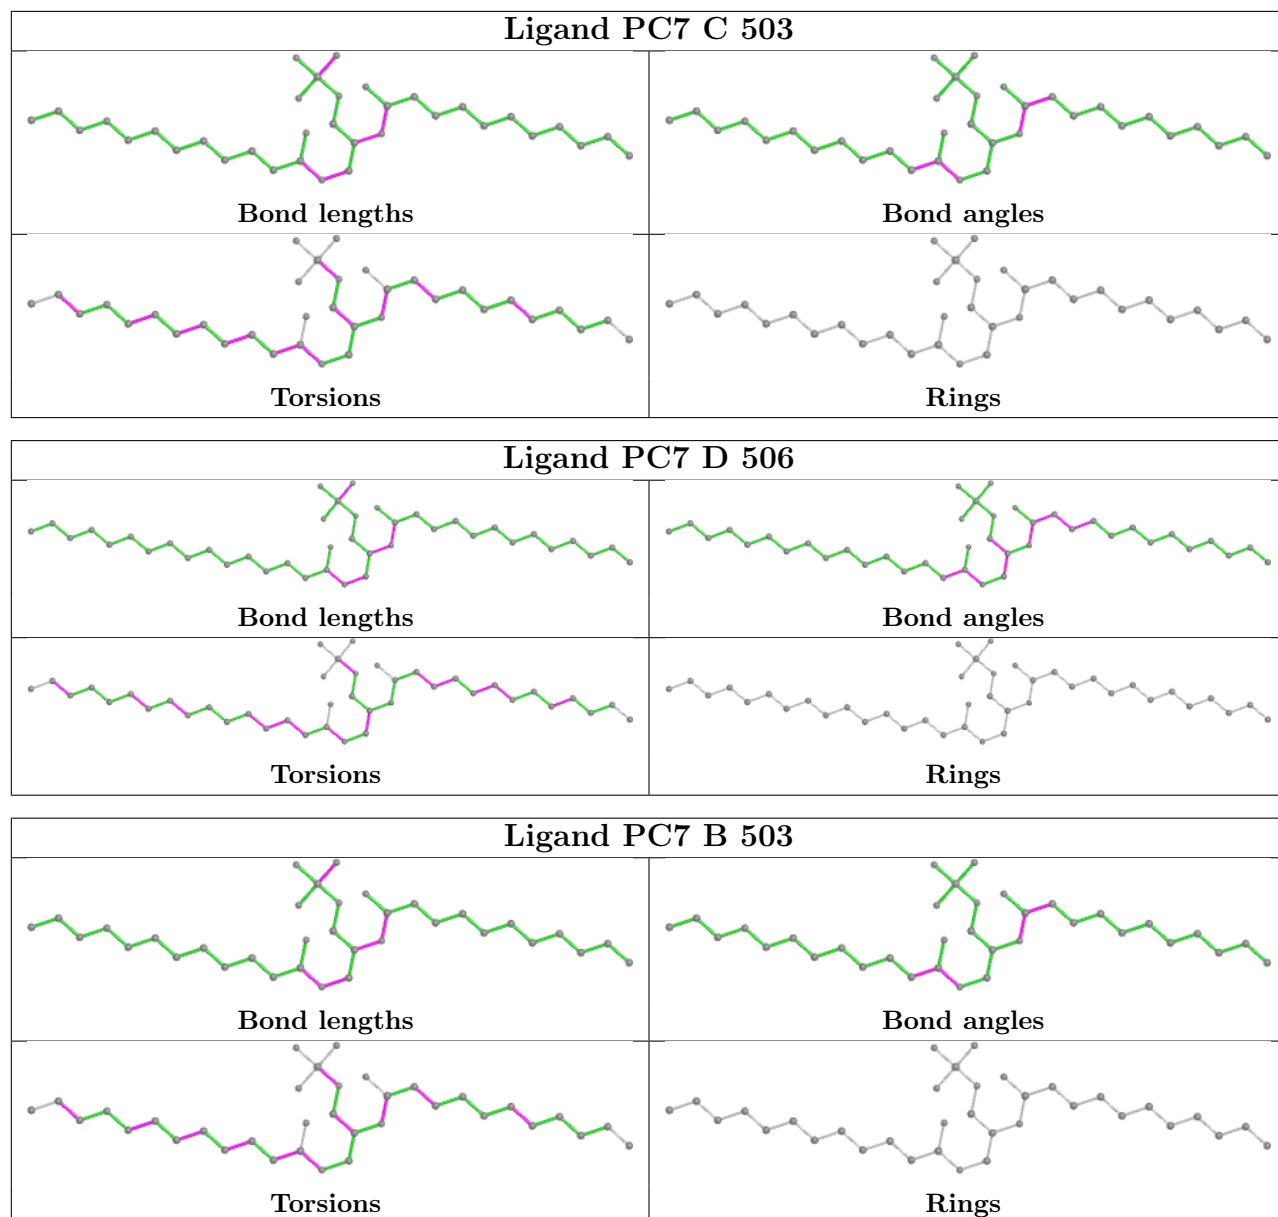 Ligand PC7 C 503
Bond lengths
Bond angles
Torsions
Rings
Ligand PC7 D 506
Bond lengths
Bond angles
Torsions
Rings
Ligand PC7 B 503
Bond lengths
Bond angles
Torsions
Rings